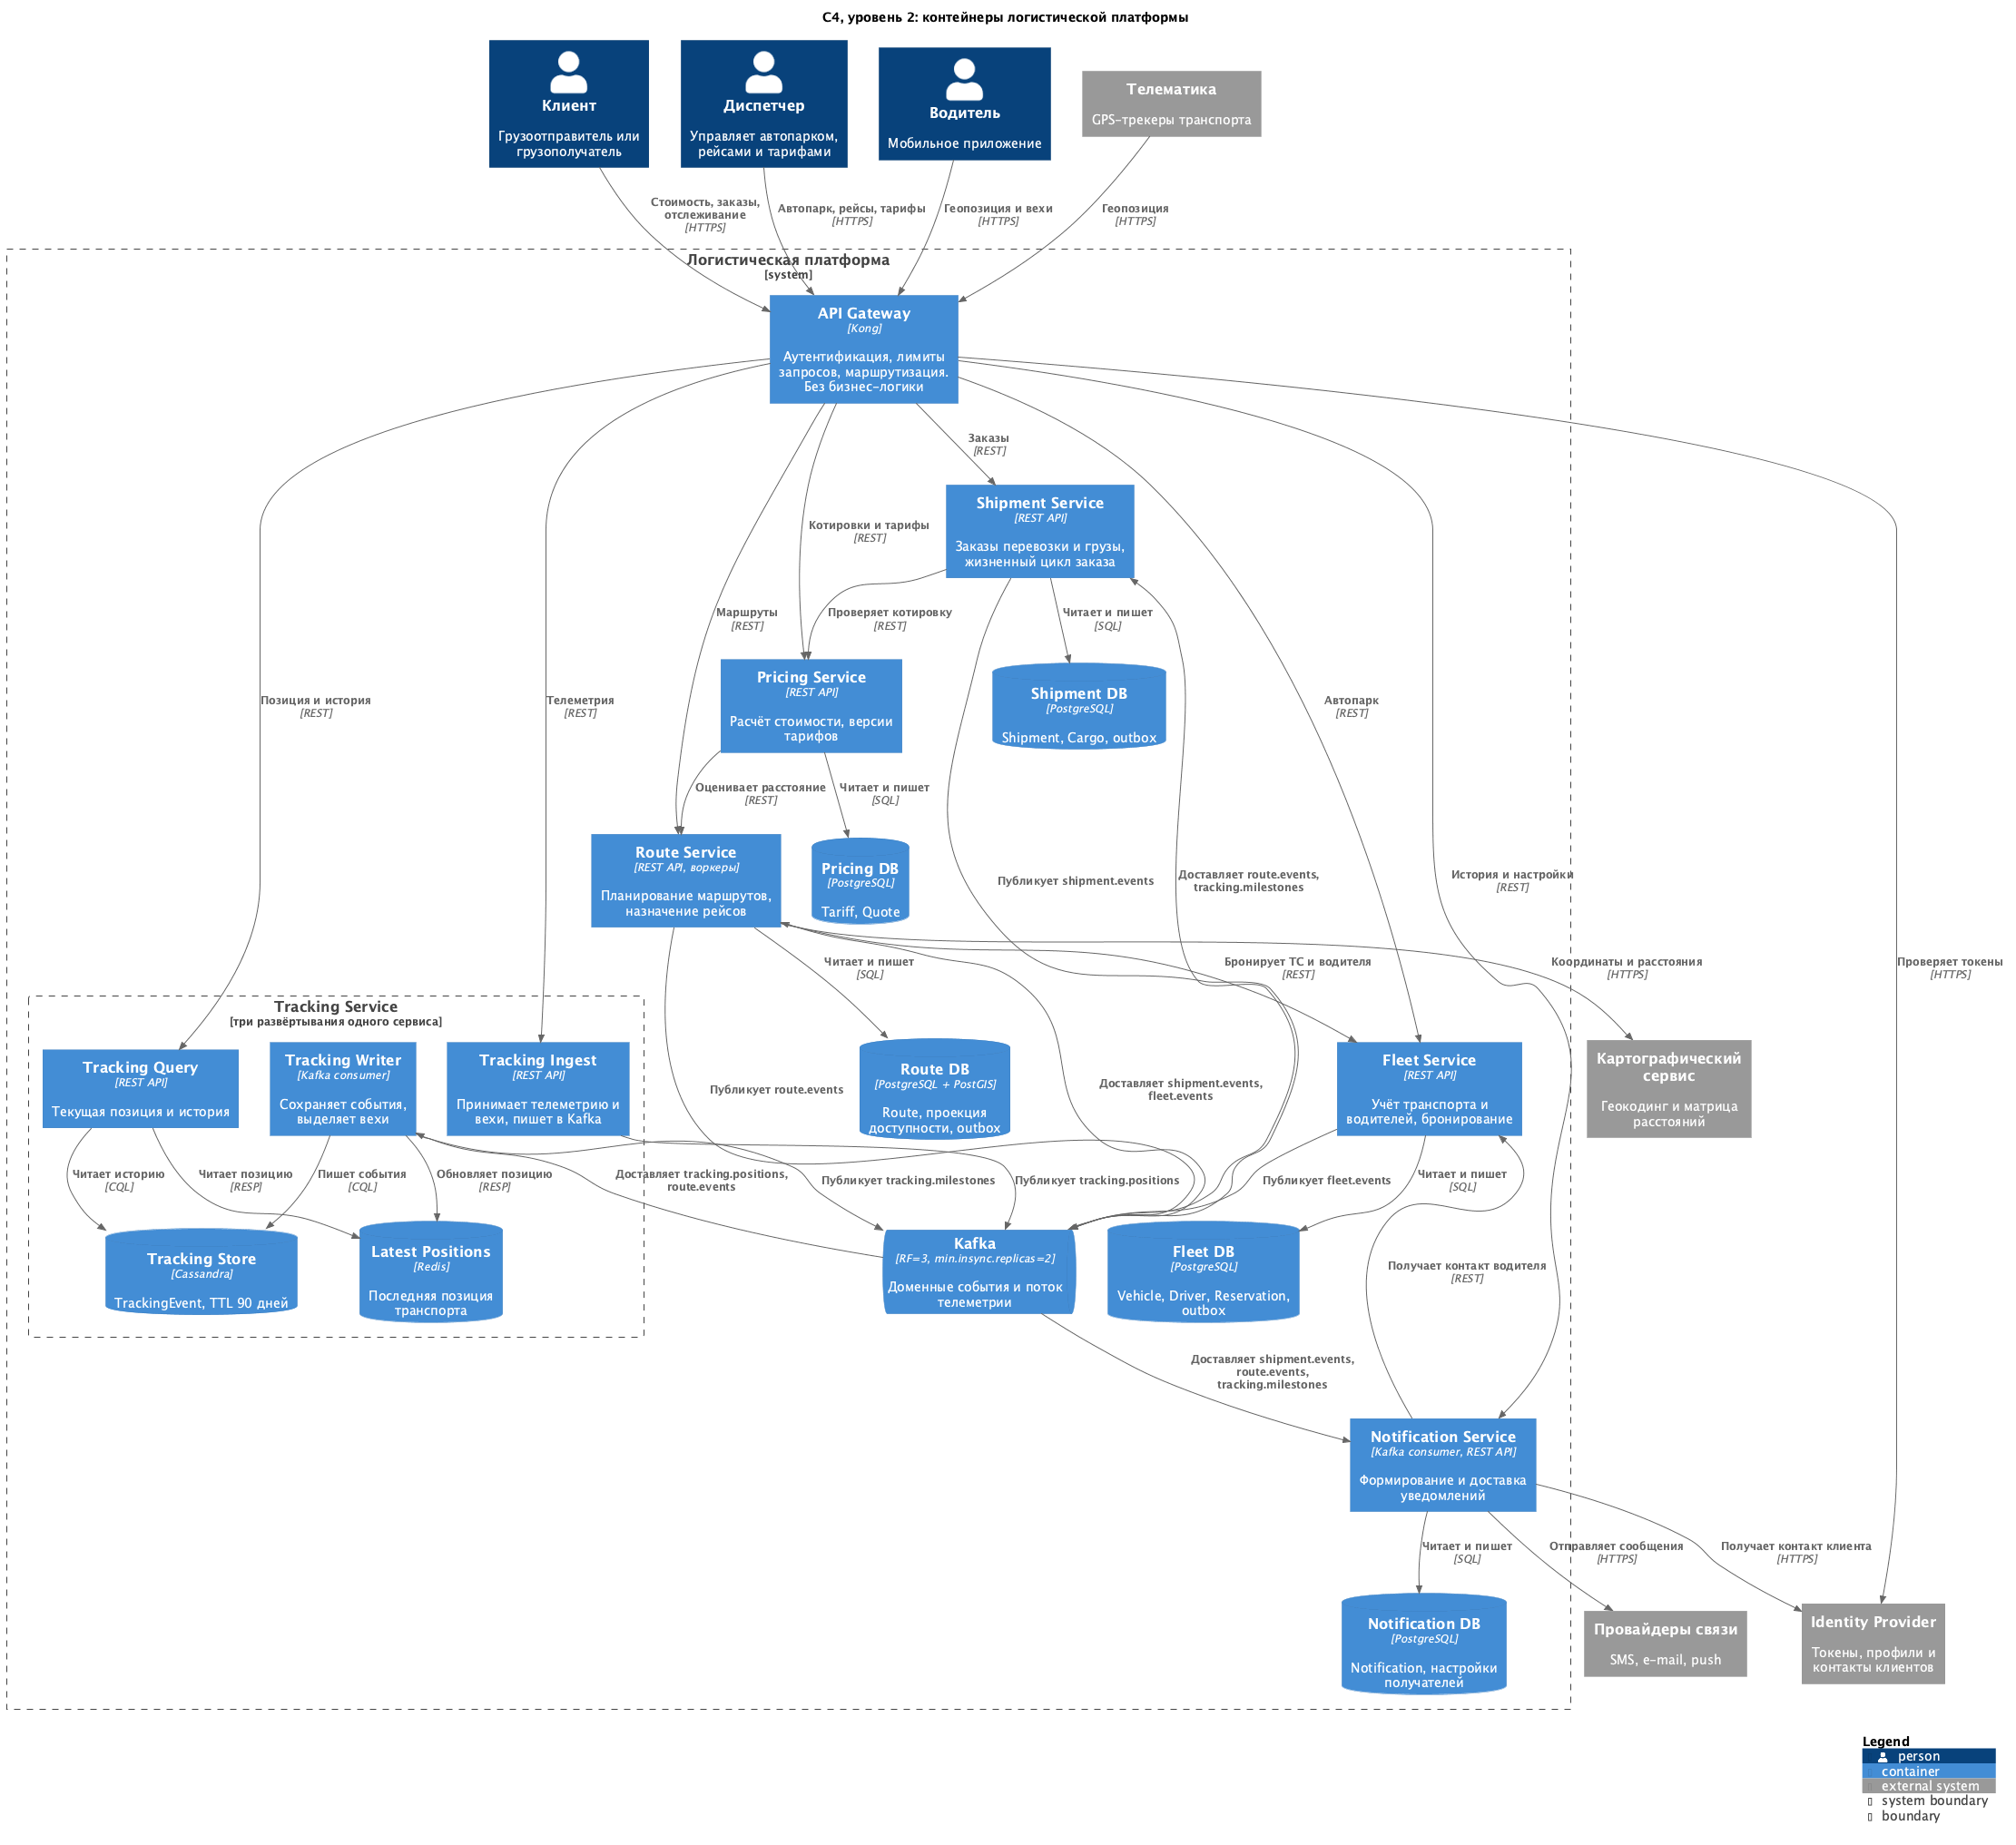 C4, уровень 2: контейнеры логистической платформы
Клиент
Грузоотправитель или
грузополучатель
Диспетчер
Управляет автопарком,
рейсами и тарифами
Водитель
Мобильное приложение
Телематика
GPS-трекеры транспорта
Стоимость, заказы,
отслеживание
[HTTPS]
Автопарк, рейсы, тарифы
[HTTPS]
Геопозиция и вехи
[HTTPS]
Геопозиция
[HTTPS]
Логистическая платформа
[system]
API Gateway
[Kong]
Аутентификация, лимиты
запросов, маршрутизация.
Без бизнес-логики
Заказы
[REST]
Shipment Service
[REST API]
Заказы перевозки и грузы,
жизненный цикл заказа
Котировки и тарифы
[REST]
Маршруты
[REST]
Проверяет котировку
[REST]
Читает и пишет
[SQL]
Позиция и история
[REST]
Телеметрия
[REST]
Pricing Service
[REST API]
Расчёт стоимости, версии
тарифов
Shipment DB
[PostgreSQL]
Shipment, Cargo, outbox
Автопарк
[REST]
Оценивает расстояние
[REST]
Читает и пишет
[SQL]
Route Service
[REST API, воркеры]
Планирование маршрутов,
назначение рейсов
Pricing DB
[PostgreSQL]
Tariff, Quote
Публикует shipment.events
Доставляет route.events,
tracking.milestones
История и настройки
[REST]
Читает и пишет
[SQL]
Бронирует ТС и водителя
[REST]
Координаты и расстояния
[HTTPS]
Проверяет токены
[HTTPS]
Tracking Service
[три развёртывания одного сервиса]
Tracking Query
[REST API]
Текущая позиция и история
Tracking Writer
[Kafka consumer]
Сохраняет события,
выделяет вехи
Tracking Ingest
[REST API]
Принимает телеметрию и
вехи, пишет в Kafka
Публикует route.events
Route DB
[PostgreSQL + PostGIS]
Route, проекция
доступности, outbox
Доставляет shipment.events,
fleet.events
Fleet Service
[REST API]
Учёт транспорта и
водителей, бронирование
Картографический
сервис
Геокодинг и матрица
расстояний
Читает историю
[CQL]
Читает позицию
[RESP]
Пишет события
[CQL]
Обновляет позицию
[RESP]
Доставляет tracking.positions,
route.events
Публикует tracking.milestones
Публикует tracking.positions
Публикует fleet.events
Читает и пишет
[SQL]
Tracking Store
[Cassandra]
TrackingEvent, TTL 90 дней
Latest Positions
[Redis]
Последняя позиция
транспорта
Kafka
[RF=3, min.insync.replicas=2]
Доменные события и поток
телеметрии
Fleet DB
[PostgreSQL]
Vehicle, Driver, Reservation,
outbox
Получает контакт водителя
[REST]
Доставляет shipment.events,
route.events,
tracking.milestones
Notification Service
[Kafka consumer, REST API]
Формирование и доставка
уведомлений
Читает и пишет
[SQL]
Отправляет сообщения
[HTTPS]
Получает контакт клиента
[HTTPS]
Notification DB
[PostgreSQL]
Notification, настройки
получателей
Провайдеры связи
SMS, e-mail, push
Identity Provider
Токены, профили и
контакты клиентов
Legend
person
container
external system
system boundary
boundary